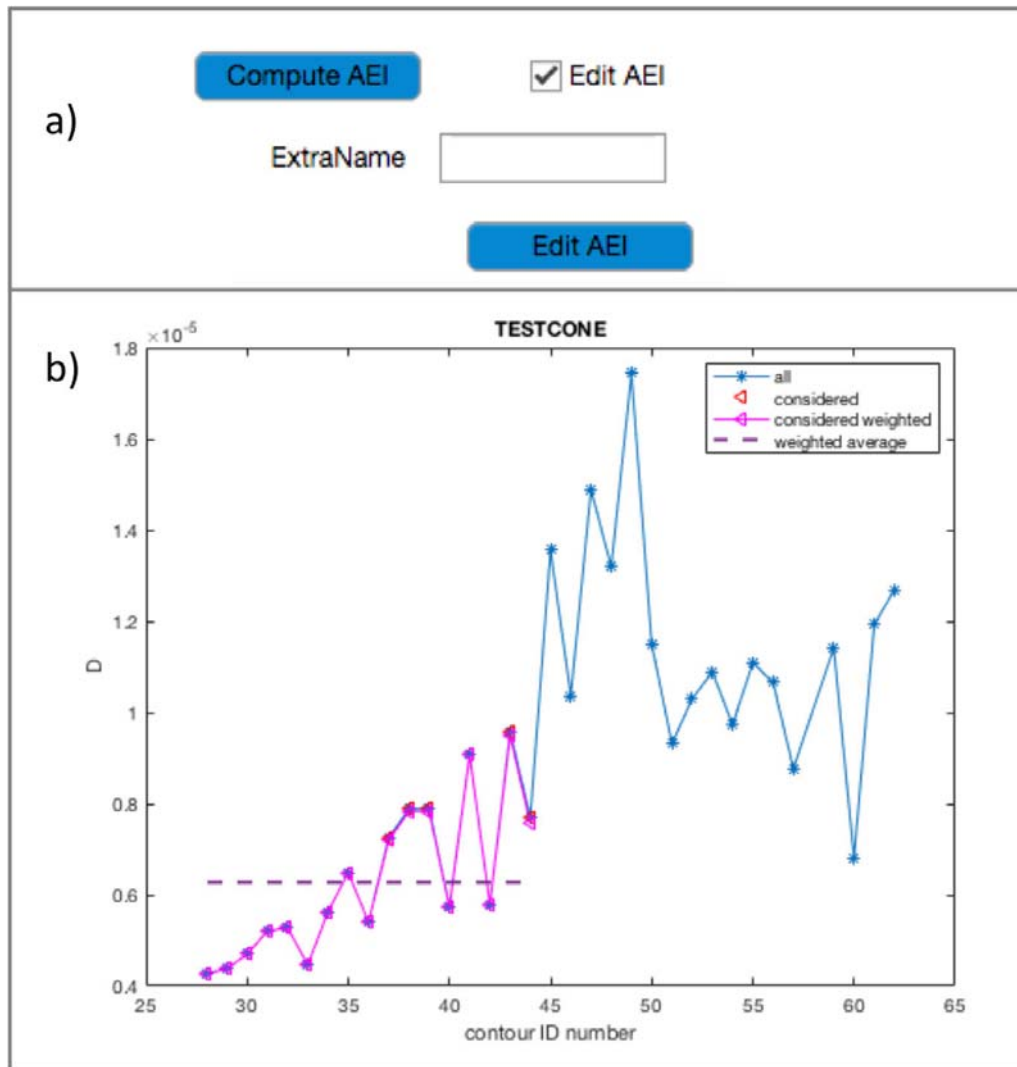 a)
Compute AEI
Edit AEI
ExtraName
Edit AEI
b)
×10⁻⁵
TESTCONE
1.8
1.6
1.4
1.2
1
0.8
0.6
0.4
D
all
considered
considered weighted
weighted average
25 30 35 40 45 50 55 60 65
contour ID number